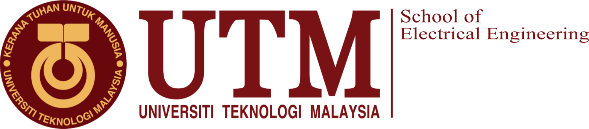 • KERANA TUHAN UNTUK MANUSIA •
UNIVERSITI TEKNOLOGI MALAYSIA
UTM
UNIVERSITI TEKNOLOGI MALAYSIA
School of
Electrical Engineering